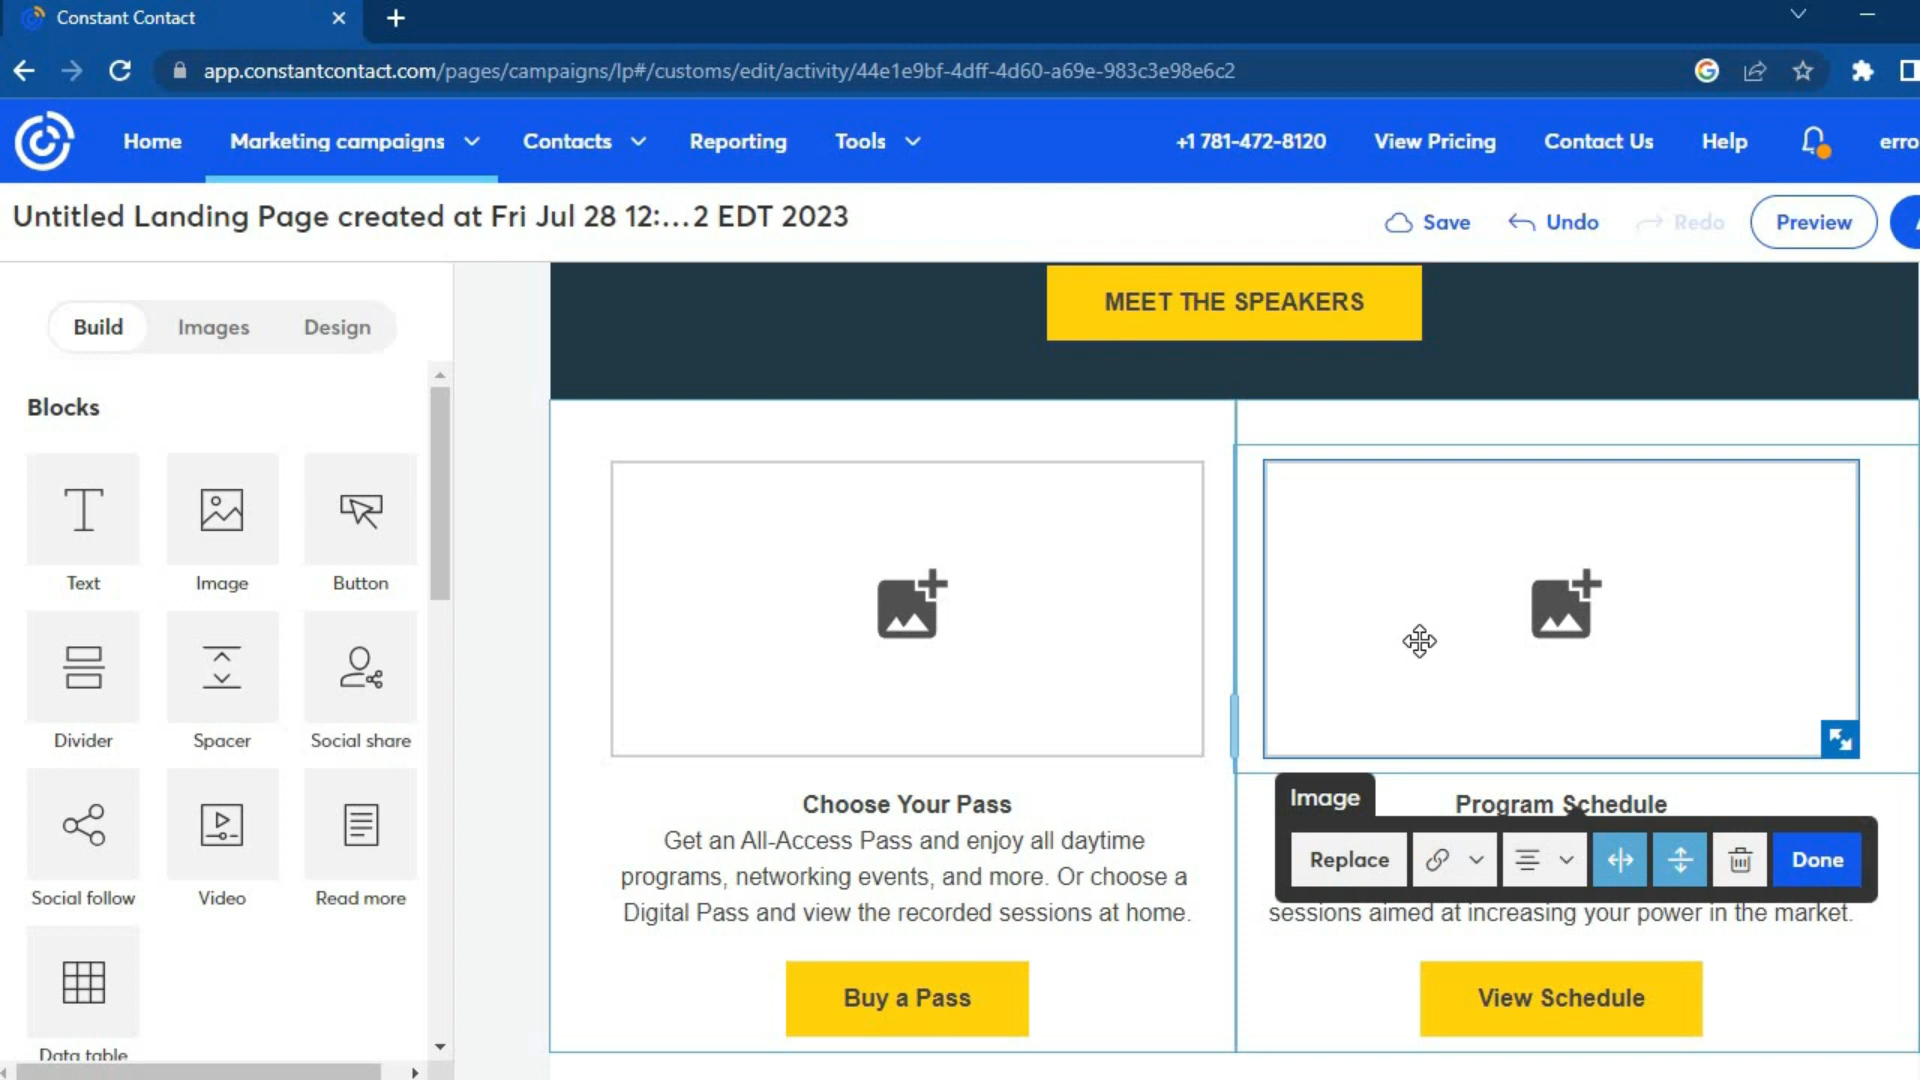 Constant Contact
app.constantcontact.com/pages/campaigns/lp#/customs/edit/activity/44e1e9bf-4dff-4d60-a69e-983c3e98e6c2
Home
Marketing campaigns
Contacts
Reporting
Tools
+1 781-472-8120
View Pricing
Contact Us
Help
erro
Untitled Landing Page created at Fri Jul 28 12:...2 EDT 2023
Save
Undo
Redo
Preview
Build
Images
Design
MEET THE SPEAKERS
Blocks
Text
Image
Button
Divider
Spacer
Social share
Social follow
Video
Read more
Data table
Choose Your Pass
Get an All-Access Pass and enjoy all daytime
programs, networking events, and more. Or choose a
Digital Pass and view the recorded sessions at home.
Buy a Pass
Image
Program Schedule
Replace
Done
sessions aimed at increasing your power in the market.
View Schedule